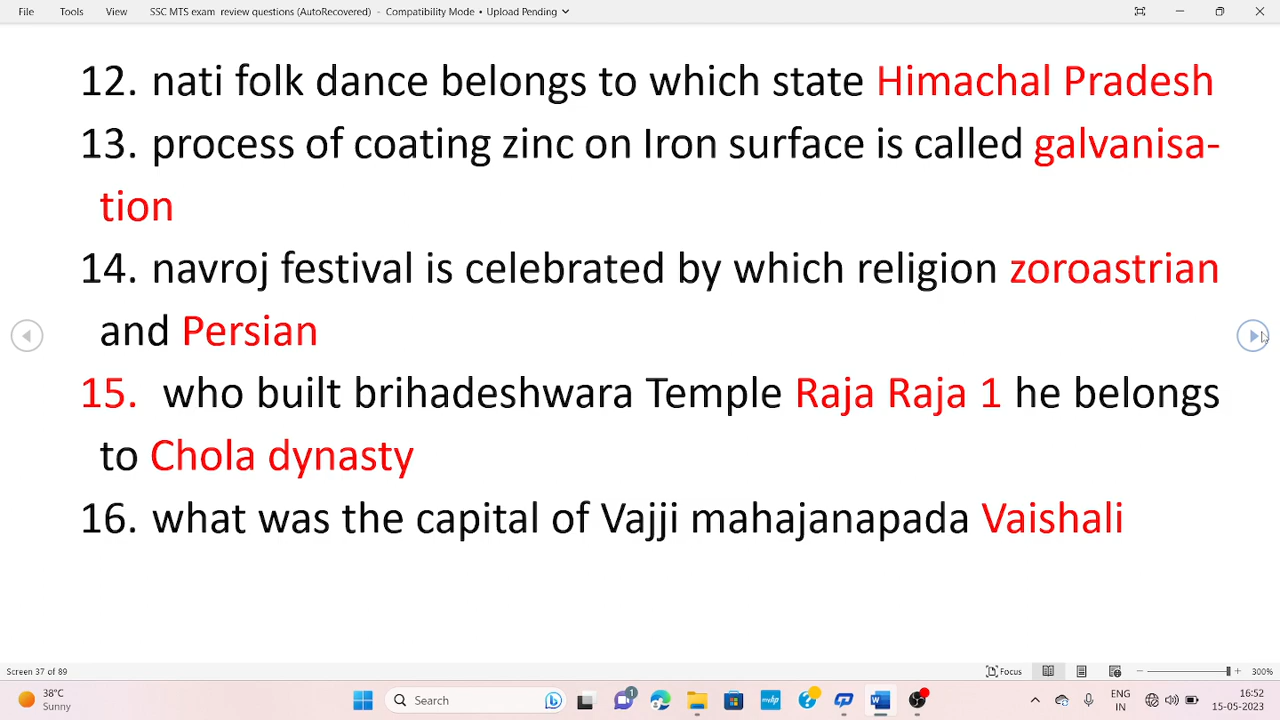 File Tools View SSC MTS exam review questions (AutoRecovered) - Compatibility Mode • Upload Pending
12. nati folk dance belongs to which state Himachal Pradesh
13. process of coating zinc on Iron surface is called galvanisa-
tion
14. navroj festival is celebrated by which religion zoroastrian
and Persian
15. who built brihadeshwara Temple Raja Raja 1 he belongs
to Chola dynasty
16. what was the capital of Vajji mahajanapada Vaishali
Screen 37 of 89 Focus 300%
38°C
Sunny
Search
1
ENG
IN
16:52
15-05-2023